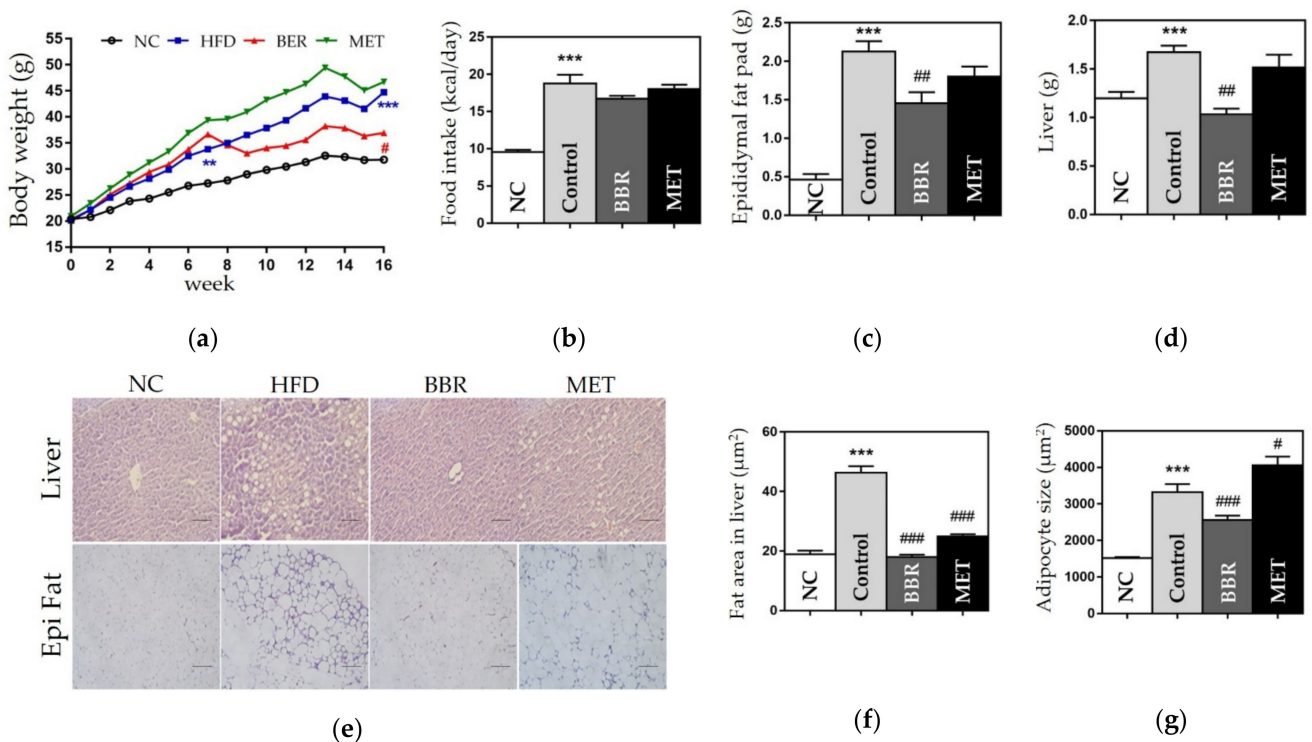 NC HFD BER MET
Body weight (g)
50
45
40
35
30
25
20
15
0 2 4 6 8 10 12 14 16
week
**
***
#
(a)
Food intake (kcal/day)
25
20
15
10
5
0
***
NC
Control
BBR
MET
(b)
Epididymal fat pad (g)
2.5
2.0
1.5
1.0
0.5
0.0
***
##
NC
Control
BBR
MET
(c)
Liver (g)
2.0
1.5
1.0
0.5
0.0
***
##
NC
Control
BBR
MET
(d)
NC HFD BBR MET
Liver
Epi Fat
(e)
Fat area in liver (μm²)
60
40
20
0
***
###
###
NC
Control
BBR
MET
(f)
Adipocyte size (μm²)
5000
4000
3000
2000
1000
0
***
###
#
NC
Control
BBR
MET
(g)